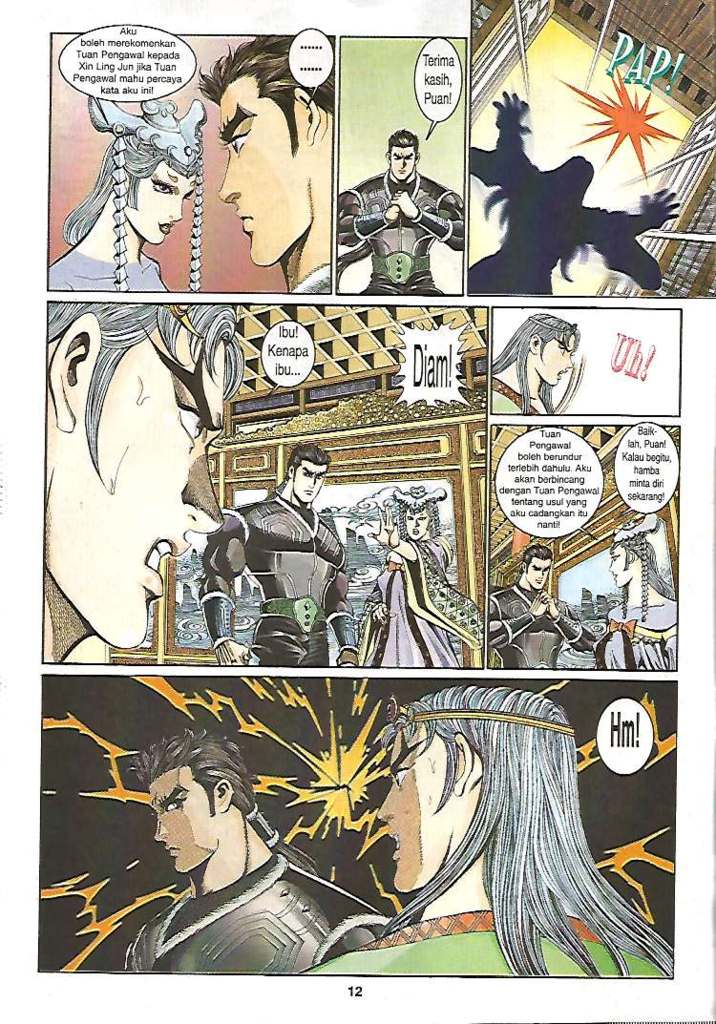 Aku
boleh merekomenkan
Tuan Pengawal kepada
Xin Ling Jun jika Tuan
Pengawal mahu percaya
kata aku ini!
......
......
Terima
kasih,
Puan!
PAP!
Ibu!
Kenapa
ibu...
Diam!
Uh!
Tuan
Pengawal
boleh berundur
terlebih dahulu. Aku
akan berbincang
dengan Tuan Pengawal
tentang usul yang
aku cadangkan itu
nanti!
Baik-
lah, Puan!
Kalau begitu,
hamba
minta diri
sekarang!
Hm!
12